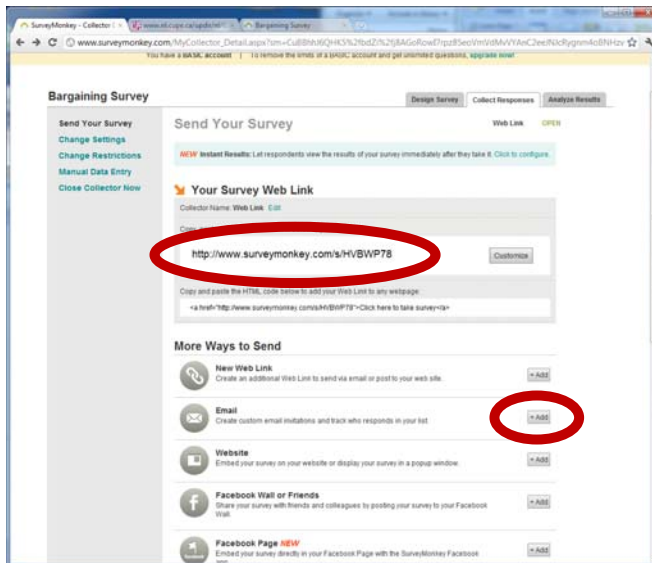 SurveyMonkey - Collector
Bargaining Survey
www.surveymonkey.com/MyCollector_Detail.aspx?sm=
You have a BASIC account | To remove the limits of a BASIC account and get unlimited questions, upgrade now!
Bargaining Survey
Design Survey Collect Responses Analyze Results
Send Your Survey
Change Settings
Change Restrictions
Manual Data Entry
Close Collector Now
Send Your Survey Web Link OPEN
NEW Instant Results: Let respondents view the results of your survey immediately after they take it. Click to configure.
Your Survey Web Link
Collector Name: Web Link Edit
http://www.surveymonkey.com/s/HVBWP78 Customize
Copy and paste the HTML code below to add your Web Link to any webpage:
<a href="http://www.surveymonkey.com/s/HVBWP78">Click here to take survey</a>
More Ways to Send
New Web Link
Create an additional Web Link to send via email or post to your web site.
+ Add
Email
Create custom email invitations and track who responds in your list.
+ Add
Website
Embed your survey on your website or display your survey in a popup window.
+ Add
Facebook Wall or Friends
Share your survey with friends and colleagues by posting your survey to your Facebook
Wall.
+ Add
Facebook Page NEW
Embed your survey directly in your Facebook Page with the SurveyMonkey Facebook
+ Add